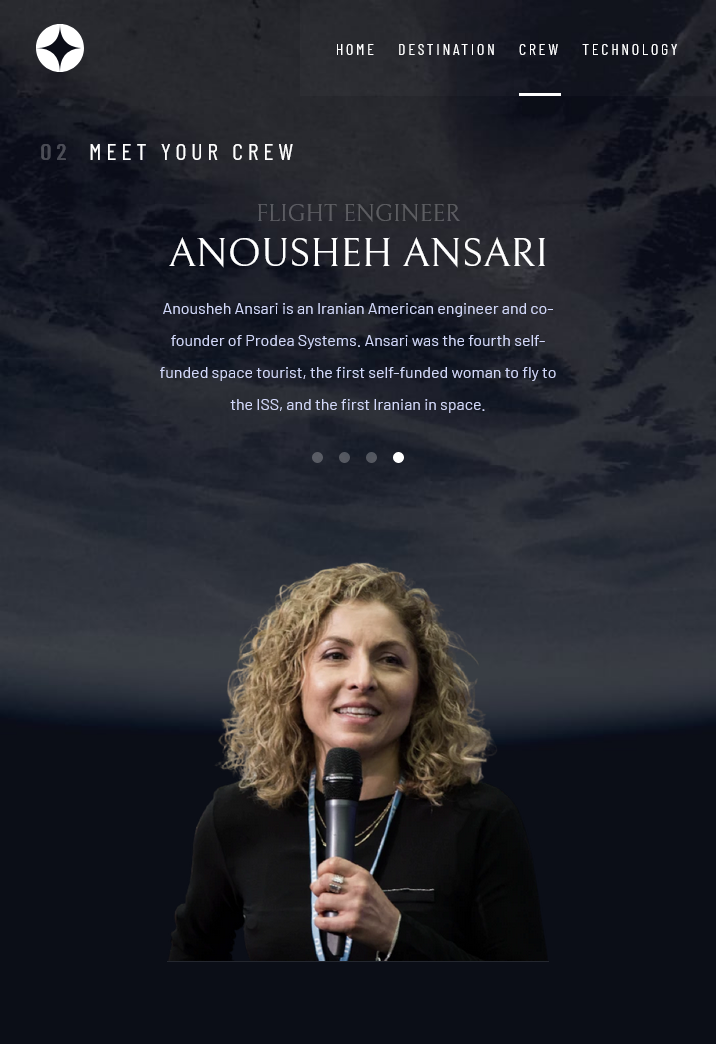 HOME DESTINATION CREW TECHNOLOGY
02 MEET YOUR CREW
FLIGHT ENGINEER
ANOUSHEH ANSARI
Anousheh Ansari is an Iranian American engineer and co-
founder of Prodea Systems. Ansari was the fourth self-
funded space tourist, the first self-funded woman to fly to
the ISS, and the first Iranian in space.